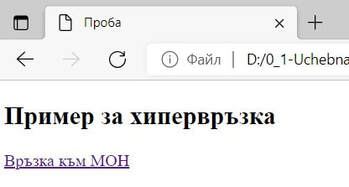 Проба
Файл | D:/0_1-Uchebna
Пример за хипервръзка
Връзка към МОН